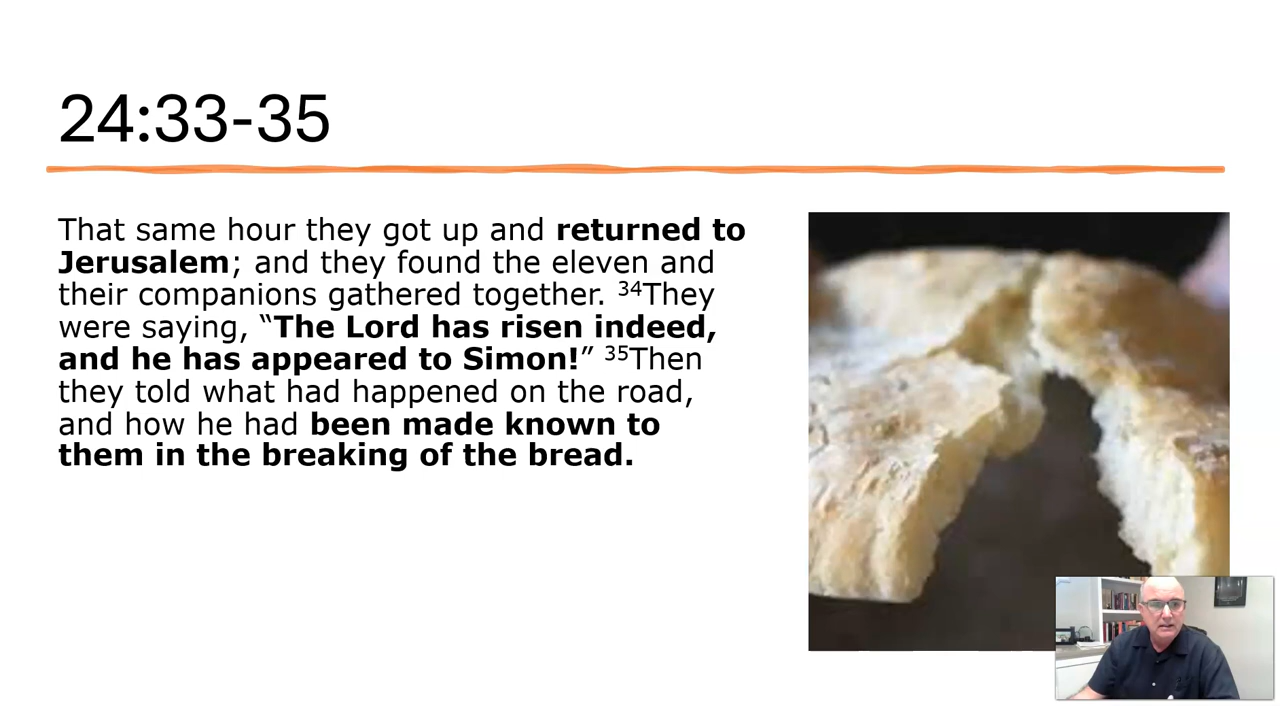 24:33-35
That same hour they got up and returned to
Jerusalem; and they found the eleven and
their companions gathered together. ³⁴They
were saying, “The Lord has risen indeed,
and he has appeared to Simon!” ³⁵Then
they told what had happened on the road,
and how he had been made known to
them in the breaking of the bread.